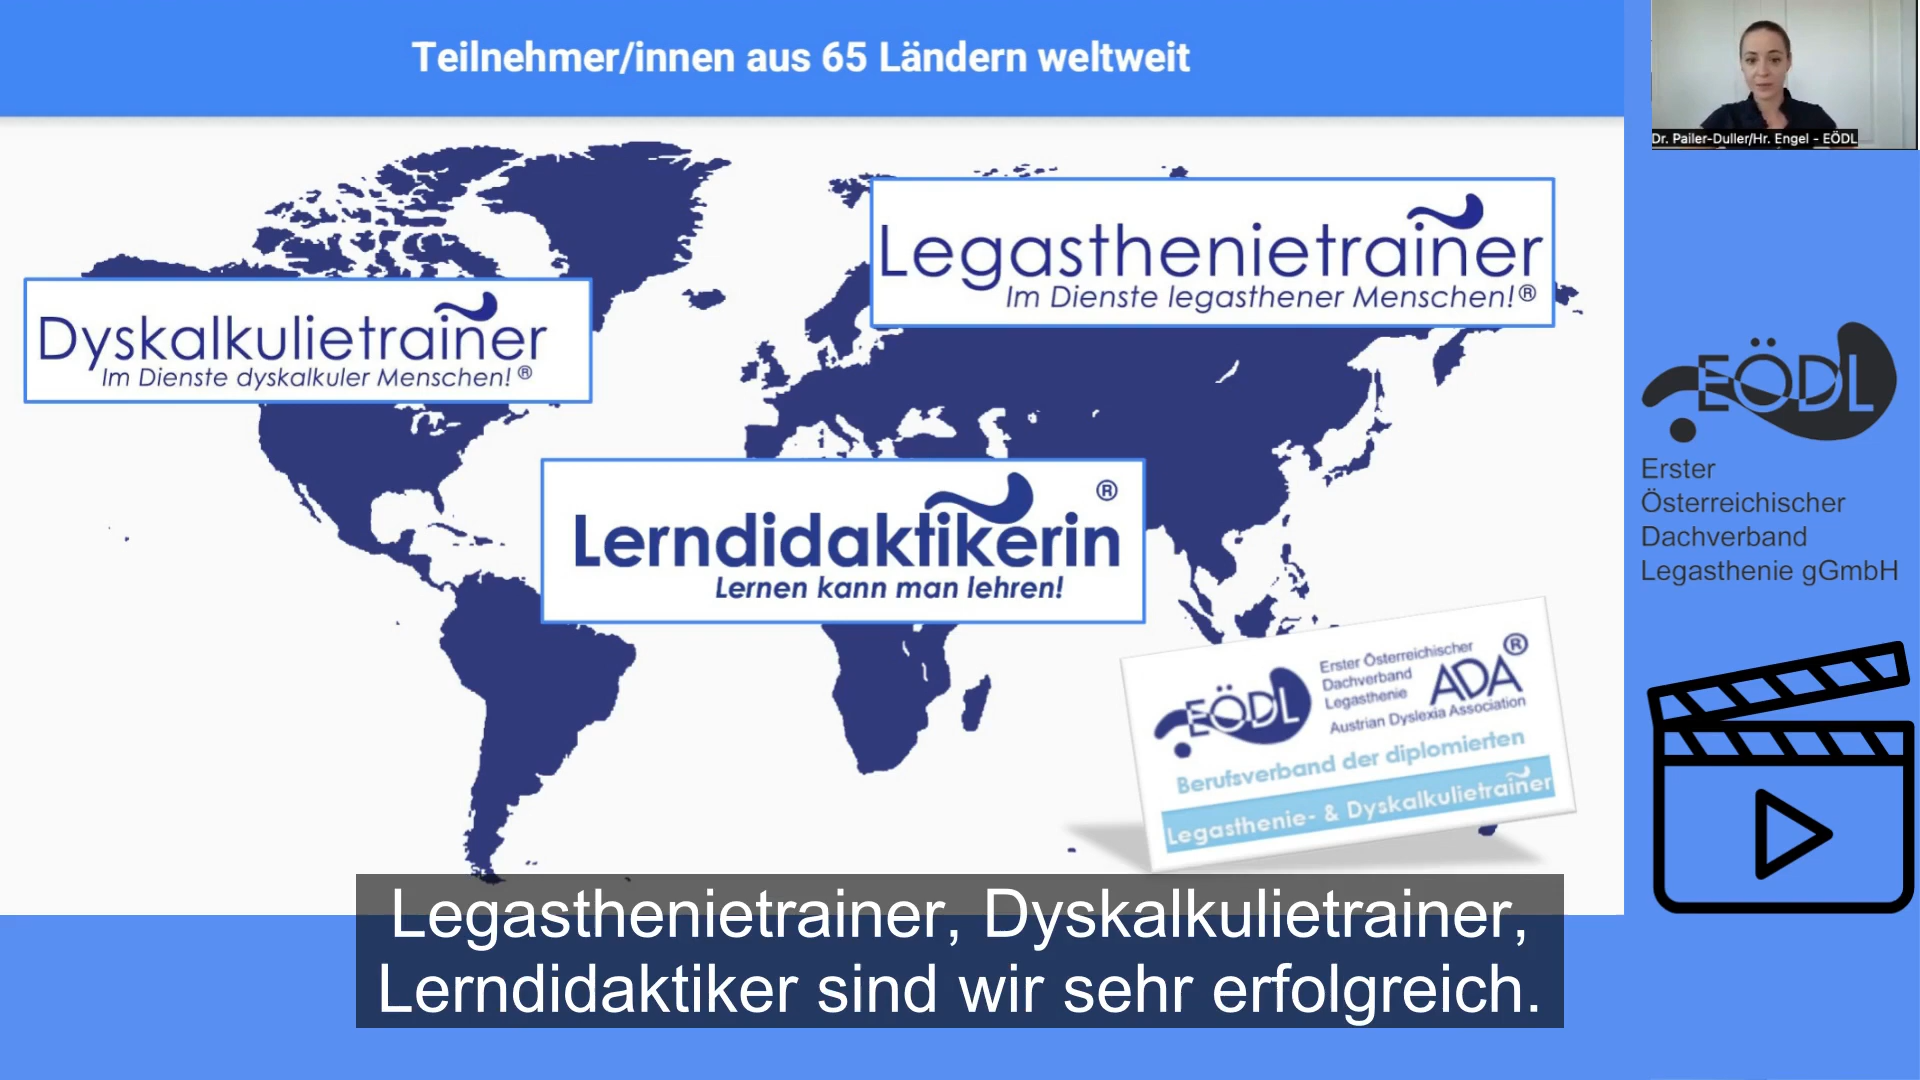 Teilnehmer/innen aus 65 Ländern weltweit
Dr. Pailer-Duller/Hr. Engel - EÖDL
Legasthenietrainer
Im Dienste legasthener Menschen!®
Dyskalkulietrainer
Im Dienste dyskalkuler Menschen!®
®
Lerndidaktikerin
Lernen kann man lehren!
EÖDL
Erster
Österreichischer
Dachverband
Legasthenie gGmbH
EÖDL
Erster Österreichischer
Dachverband
Legasthenie
ADA®
Austrian Dyslexia Association
Berufsverband der diplomierten
Legasthenie- & Dyskalkulietrainer
Legasthenietrainer, Dyskalkulietrainer,
Lerndidaktiker sind wir sehr erfolgreich.